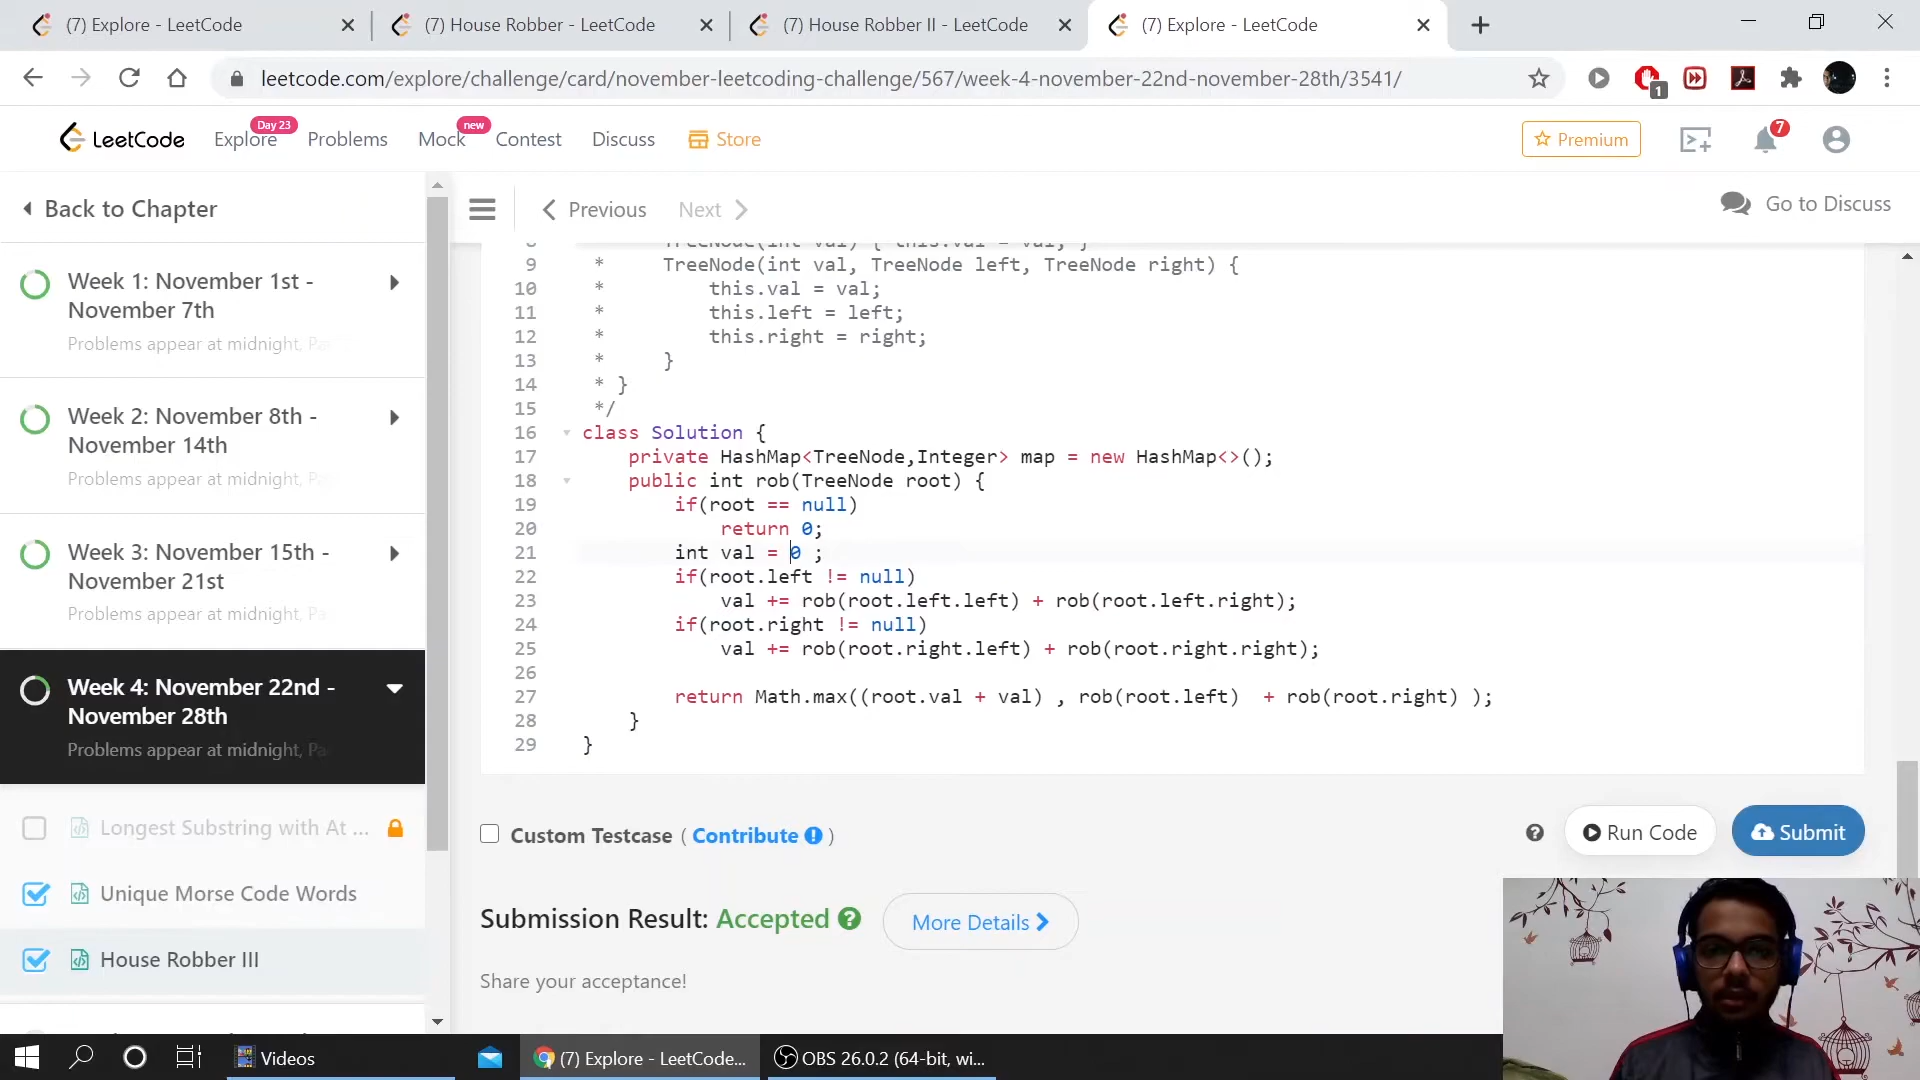 (7) Explore - LeetCode
(7) House Robber - LeetCode
(7) House Robber II - LeetCode
(7) Explore - LeetCode
leetcode.com/explore/challenge/card/november-leetcoding-challenge/567/week-4-november-22nd-november-28th/3541/
1
LeetCode
Explore
Day 23
Problems
Mock
new
Contest
Discuss
Store
Premium
7
Back to Chapter
Previous
Next
Go to Discuss
Week 1: November 1st -
November 7th
Problems appear at midnight, Pa
Week 2: November 8th -
November 14th
Problems appear at midnight, Pa
Week 3: November 15th -
November 21st
Problems appear at midnight, Pa
Week 4: November 22nd -
November 28th
Problems appear at midnight, Pa
Longest Substring with At ...
Unique Morse Code Words
House Robber III
8 TreeNode(int val) { this.val = val; }
9 * TreeNode(int val, TreeNode left, TreeNode right) {
10 * this.val = val;
11 * this.left = left;
12 * this.right = right;
13 * }
14 * }
15 */
16 class Solution {
17 private HashMap<TreeNode,Integer> map = new HashMap<>();
18 public int rob(TreeNode root) {
19 if(root == null)
20 return 0;
21 int val = 0 ;
22 if(root.left != null)
23 val += rob(root.left.left) + rob(root.left.right);
24 if(root.right != null)
25 val += rob(root.right.left) + rob(root.right.right);
26
27 return Math.max((root.val + val) , rob(root.left) + rob(root.right) );
28 }
29 }
Custom Testcase ( Contribute )
Run Code
Submit
Submission Result: Accepted
More Details
Share your acceptance!
Videos
(7) Explore - LeetCode...
OBS 26.0.2 (64-bit, wi...